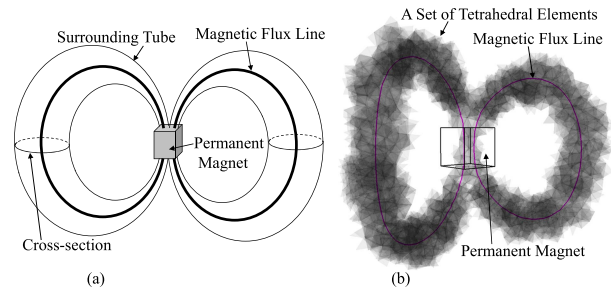 Surrounding Tube
Magnetic Flux Line
Permanent
Magnet
Cross-section
(a)
A Set of Tetrahedral Elements
Magnetic Flux Line
Permanent Magnet
(b)